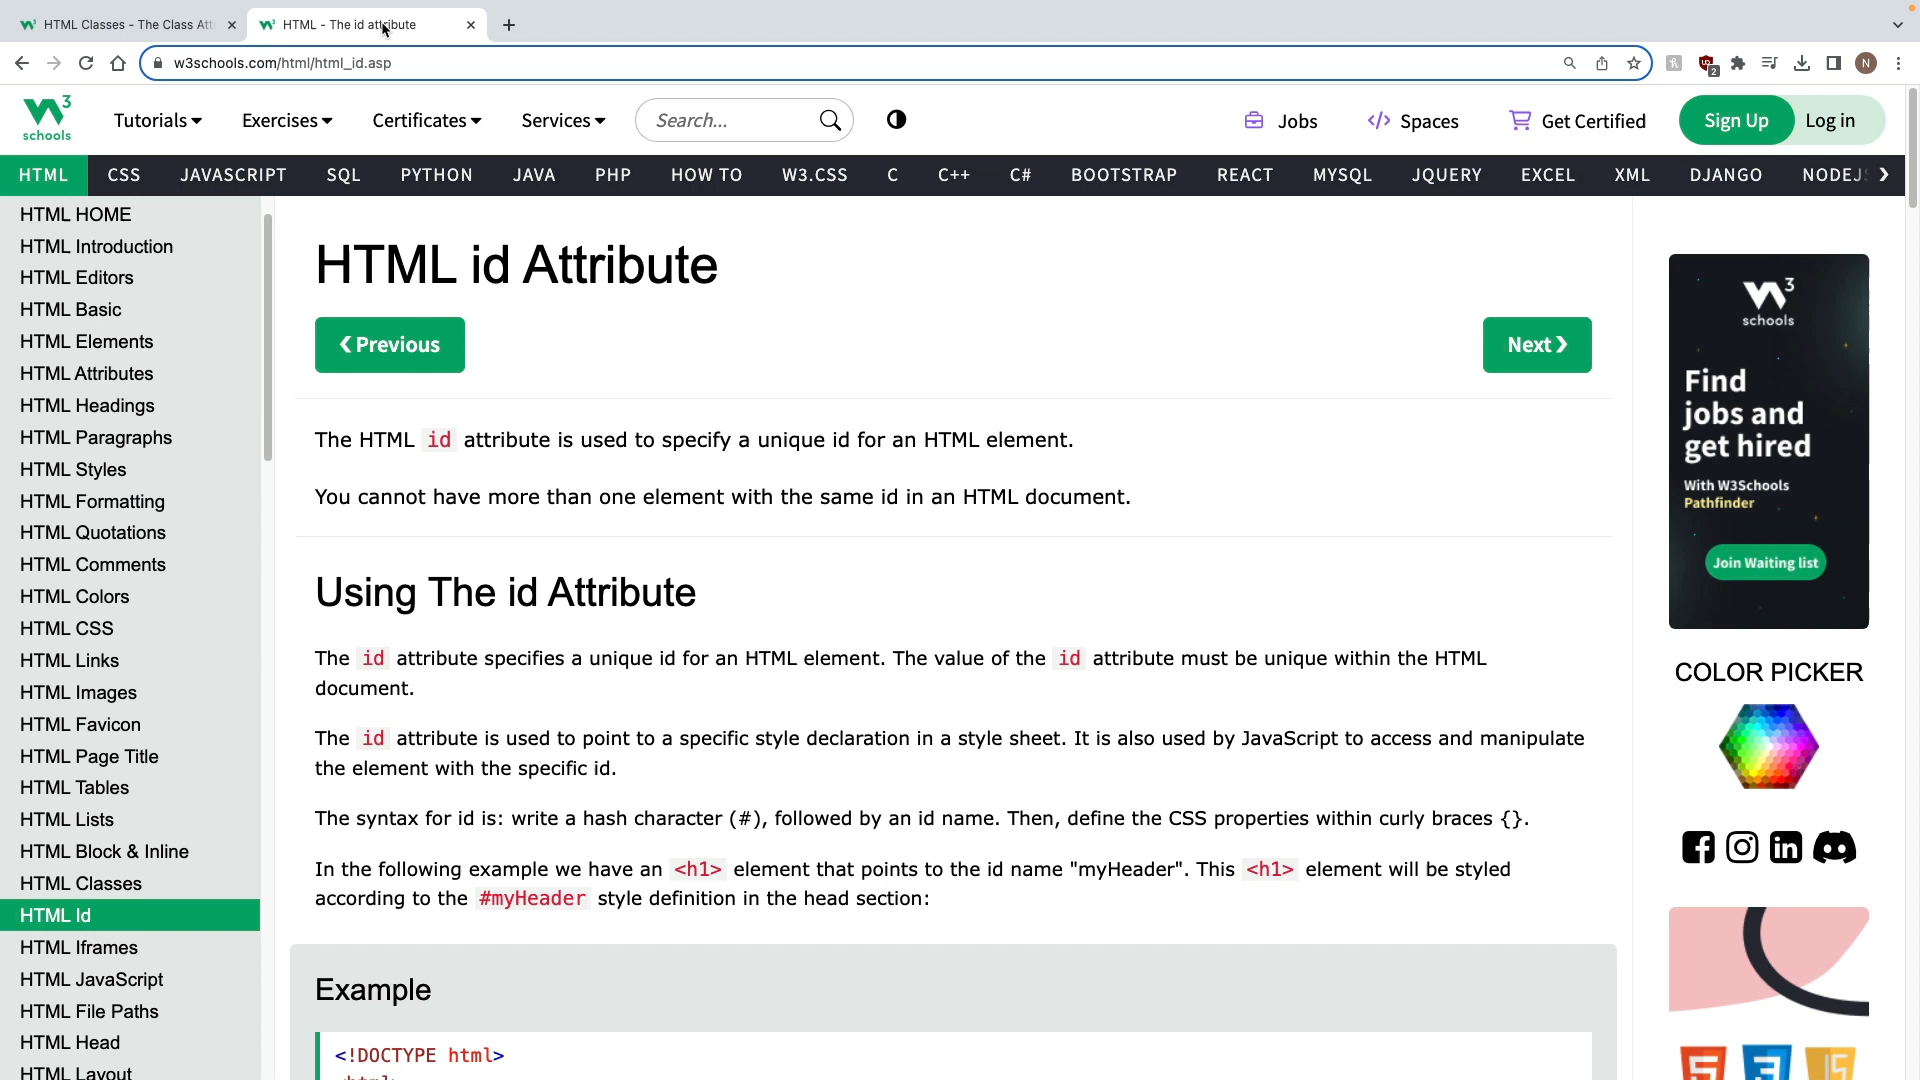 HTML Classes - The Class Att
HTML - The id attribute
w3schools.com/html/html_id.asp
2
N
3
schools
Tutorials
Exercises
Certificates
Services
Search...
Jobs
Spaces
Get Certified
Sign Up
Log in
HTML
CSS
JAVASCRIPT
SQL
PYTHON
JAVA
PHP
HOW TO
W3.CSS
C
C++
C#
BOOTSTRAP
REACT
MYSQL
JQUERY
EXCEL
XML
DJANGO
NODEJS
HTML HOME
HTML Introduction
HTML Editors
HTML Basic
HTML Elements
HTML Attributes
HTML Headings
HTML Paragraphs
HTML Styles
HTML Formatting
HTML Quotations
HTML Comments
HTML Colors
HTML CSS
HTML Links
HTML Images
HTML Favicon
HTML Page Title
HTML Tables
HTML Lists
HTML Block & Inline
HTML Classes
HTML Id
HTML Iframes
HTML JavaScript
HTML File Paths
HTML Head
HTML Layout
HTML id Attribute
❮ Previous
Next ❯
The HTML id attribute is used to specify a unique id for an HTML element.
You cannot have more than one element with the same id in an HTML document.
Using The id Attribute
The id attribute specifies a unique id for an HTML element. The value of the id attribute must be unique within the HTML
document.
The id attribute is used to point to a specific style declaration in a style sheet. It is also used by JavaScript to access and manipulate
the element with the specific id.
The syntax for id is: write a hash character (#), followed by an id name. Then, define the CSS properties within curly braces {}.
In the following example we have an <h1> element that points to the id name "myHeader". This <h1> element will be styled
according to the #myHeader style definition in the head section:
Example
<!DOCTYPE html>
<html>
3
schools
Find
jobs and
get hired
With W3Schools
Pathfinder
Join Waiting list
COLOR PICKER